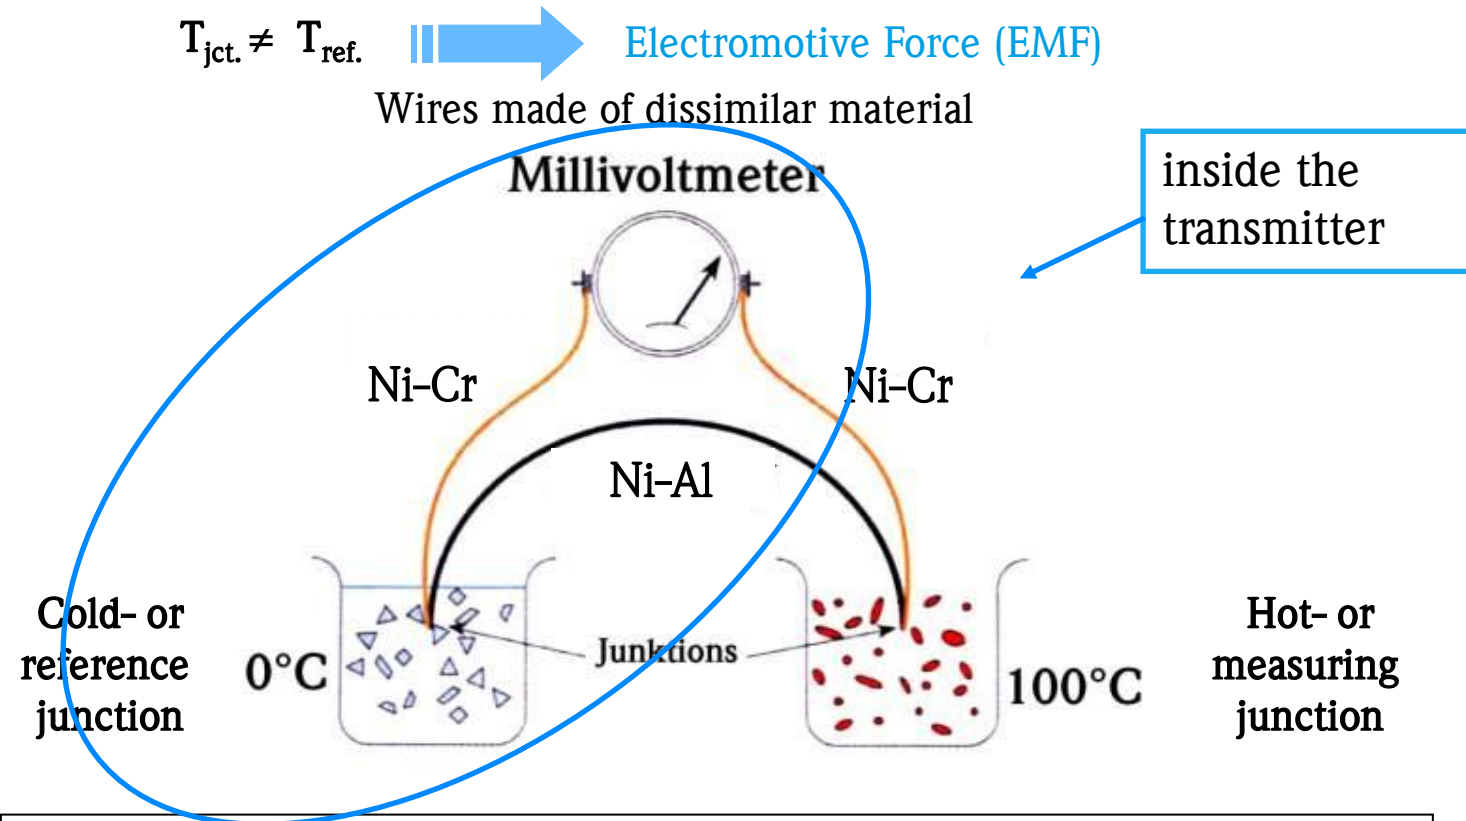 Tjct. ≠ Tref.
Electromotive Force (EMF)
Wires made of dissimilar material
Millivoltmeter
inside the
transmitter
Ni-Cr
Ni-Cr
Ni-Al
Cold- or
reference
junction
0°C
Junktions
100°C
Hot- or
measuring
junction